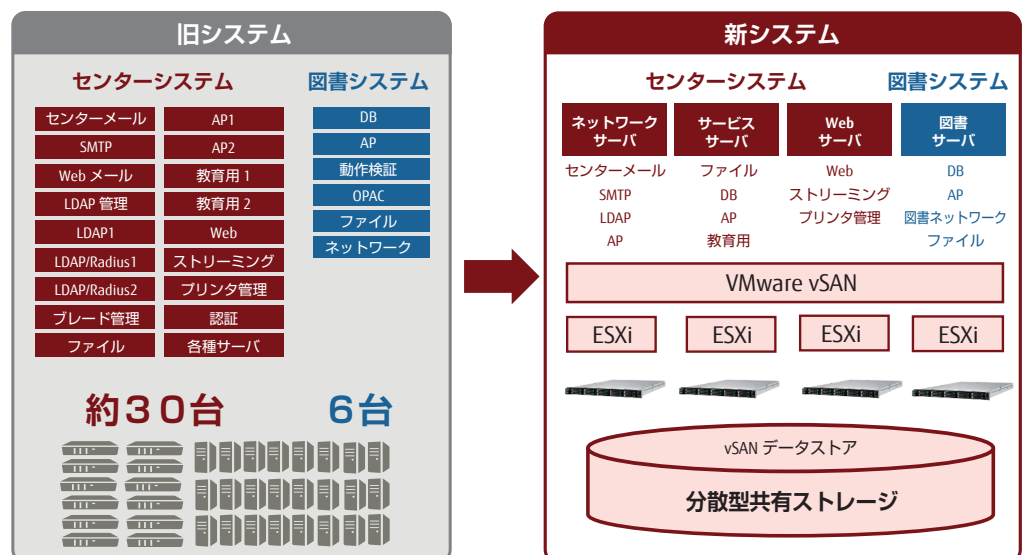 旧システム
センターシステム
図書システム
センターメール
AP1
SMTP
AP2
Web メール
教育用 1
LDAP 管理
教育用 2
LDAP1
Web
LDAP/Radius1
ストリーミング
LDAP/Radius2
プリンタ管理
ブレード管理
認証
ファイル
各種サーバ
DB
AP
動作検証
OPAC
ファイル
ネットワーク
約30台
6台
新システム
センターシステム
図書システム
ネットワーク
サーバ
センターメール
SMTP
LDAP
AP
サービス
サーバ
ファイル
DB
AP
教育用
Web
サーバ
Web
ストリーミング
プリンタ管理
図書
サーバ
DB
AP
図書ネットワーク
ファイル
VMware vSAN
ESXi
ESXi
ESXi
ESXi
vSAN データストア
分散型共有ストレージ